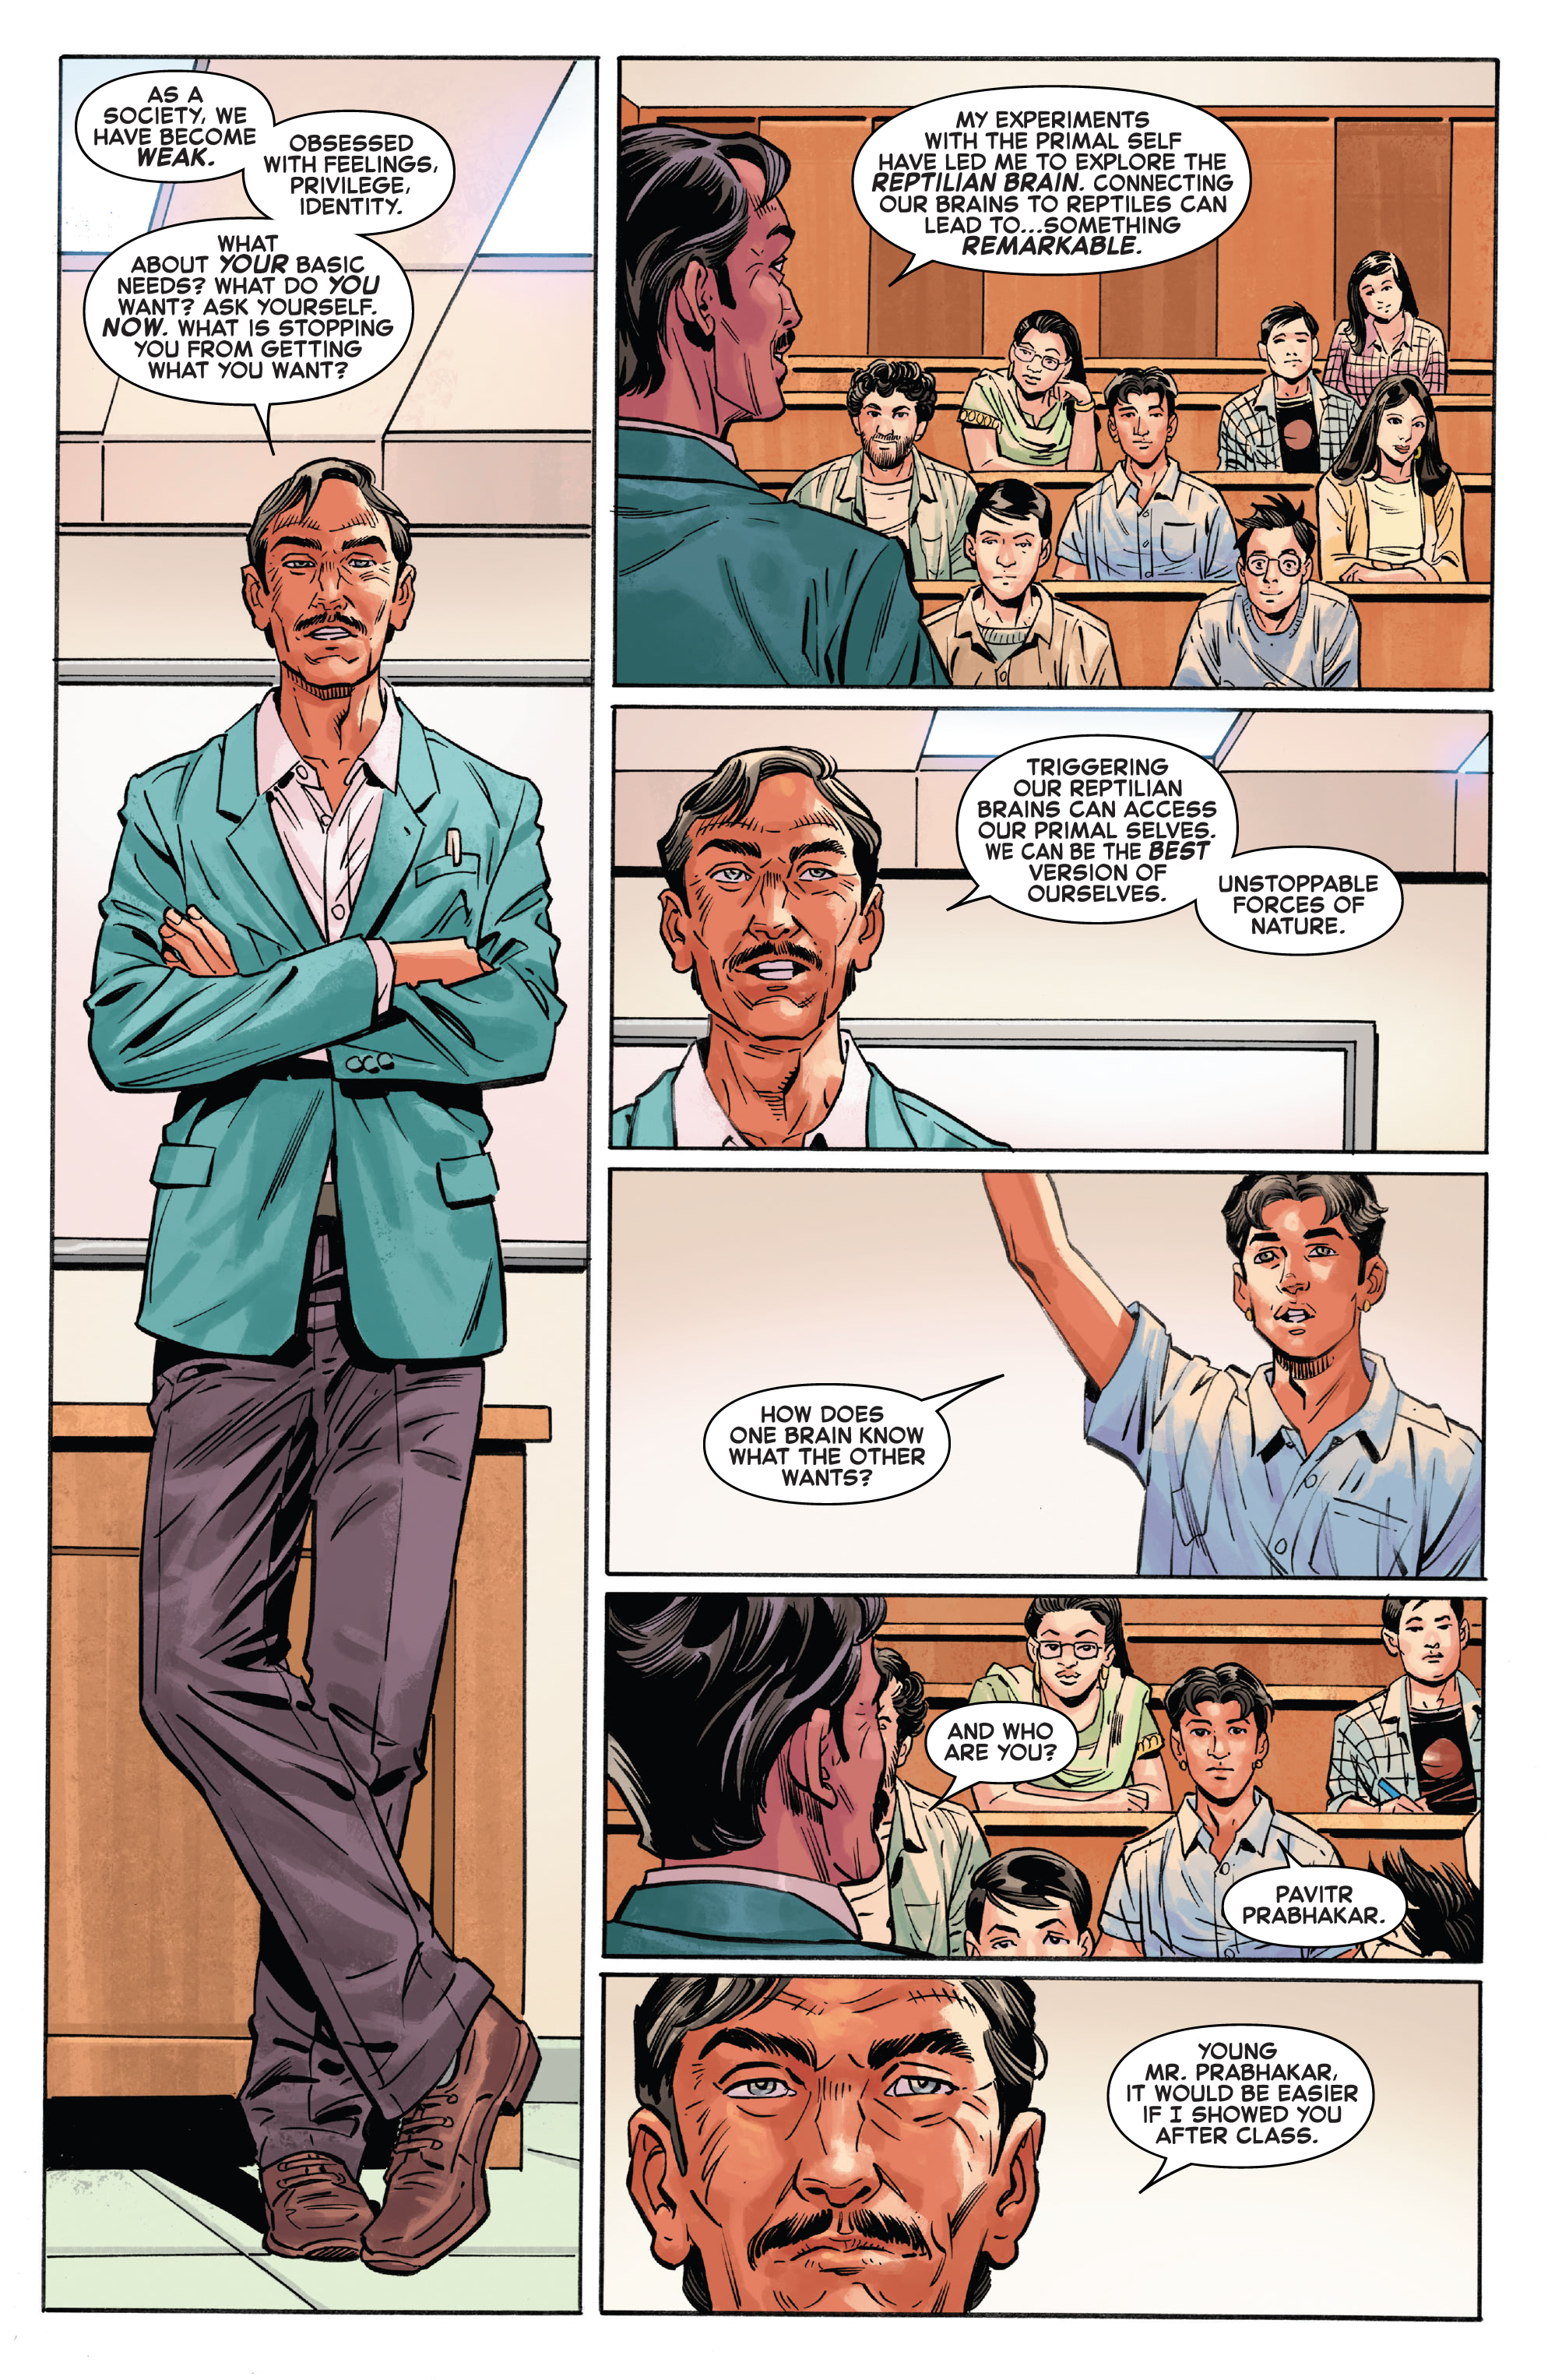 AS A
SOCIETY, WE
HAVE BECOME
WEAK.
OBSESSED
WITH FEELINGS,
PRIVILEGE,
IDENTITY.
WHAT
ABOUT YOUR BASIC
NEEDS? WHAT DO YOU
WANT? ASK YOURSELF.
NOW. WHAT IS STOPPING
YOU FROM GETTING
WHAT YOU WANT?
MY EXPERIMENTS
WITH THE PRIMAL SELF
HAVE LED ME TO EXPLORE THE
REPTILIAN BRAIN. CONNECTING
OUR BRAINS TO REPTILES CAN
LEAD TO...SOMETHING
REMARKABLE.
TRIGGERING
OUR REPTILIAN
BRAINS CAN ACCESS
OUR PRIMAL SELVES.
WE CAN BE THE BEST
VERSION OF
OURSELVES.
UNSTOPPABLE
FORCES OF
NATURE.
HOW DOES
ONE BRAIN KNOW
WHAT THE OTHER
WANTS?
AND WHO
ARE YOU?
PAVITR
PRABHAKAR.
YOUNG
MR. PRABHAKAR,
IT WOULD BE EASIER
IF I SHOWED YOU
AFTER CLASS.